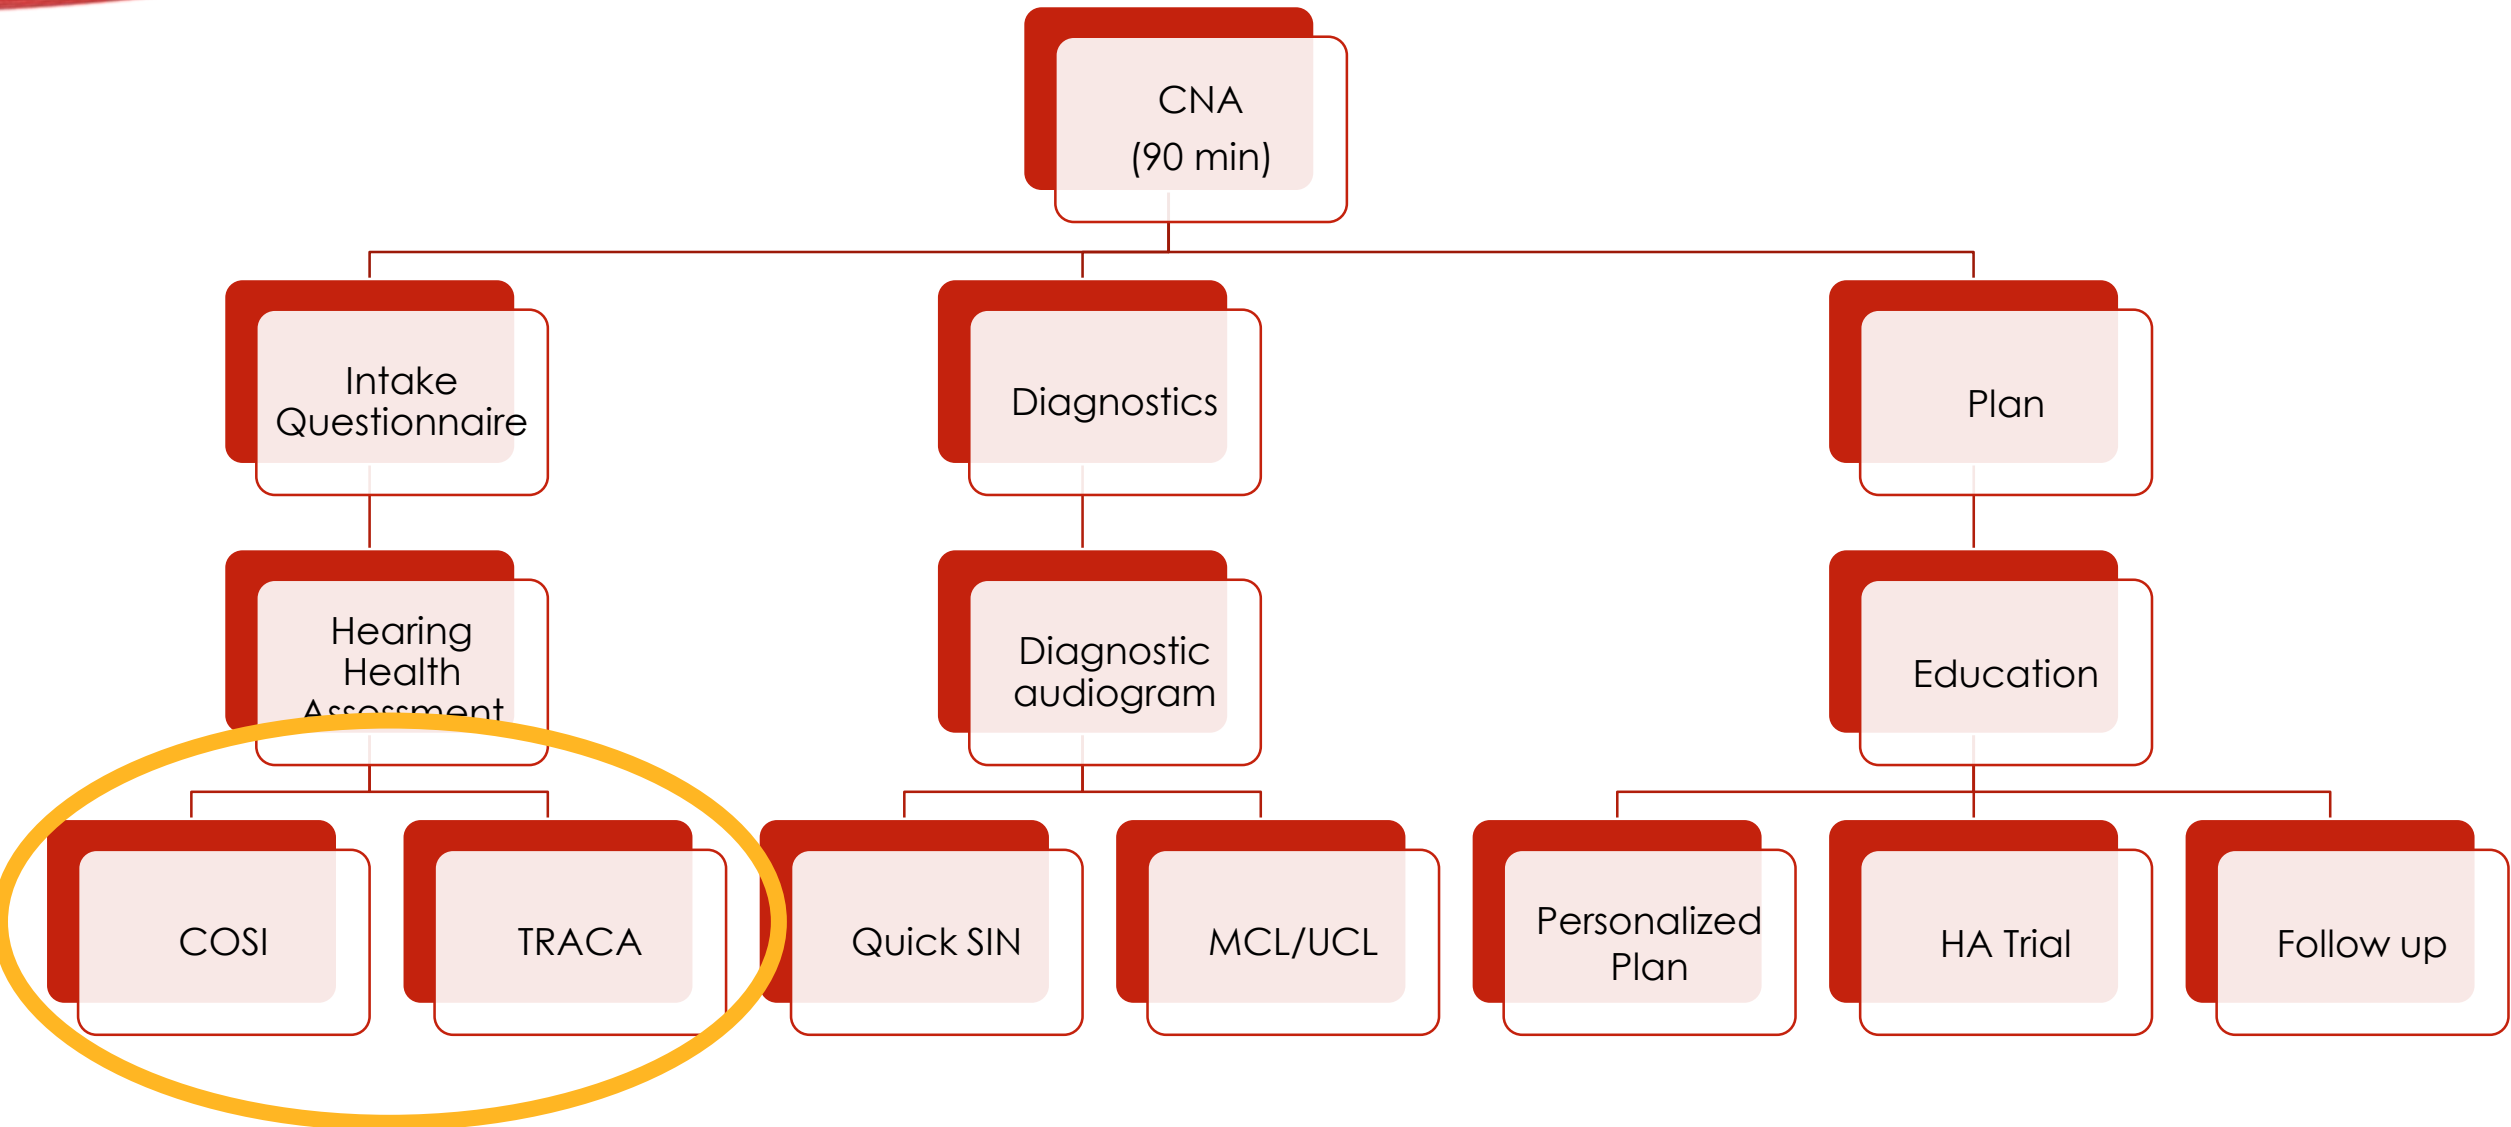 CNA
(90 min)
Intake
Questionnaire
Diagnostics
Plan
Hearing
Health
Assessment
Diagnostic
audiogram
Education
COSI
TRACA
Quick SIN
MCL/UCL
Personalized
Plan
HA Trial
Follow up